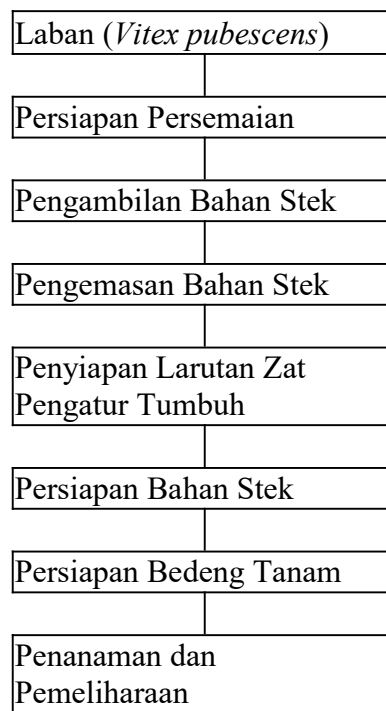 Laban (Vitex pubescens)
Persiapan Persemaian
Pengambilan Bahan Stek
Pengemasan Bahan Stek
Penyiapan Larutan Zat
Pengatur Tumbuh
Persiapan Bahan Stek
Persiapan Bedeng Tanam
Penanaman dan
Pemeliharaan